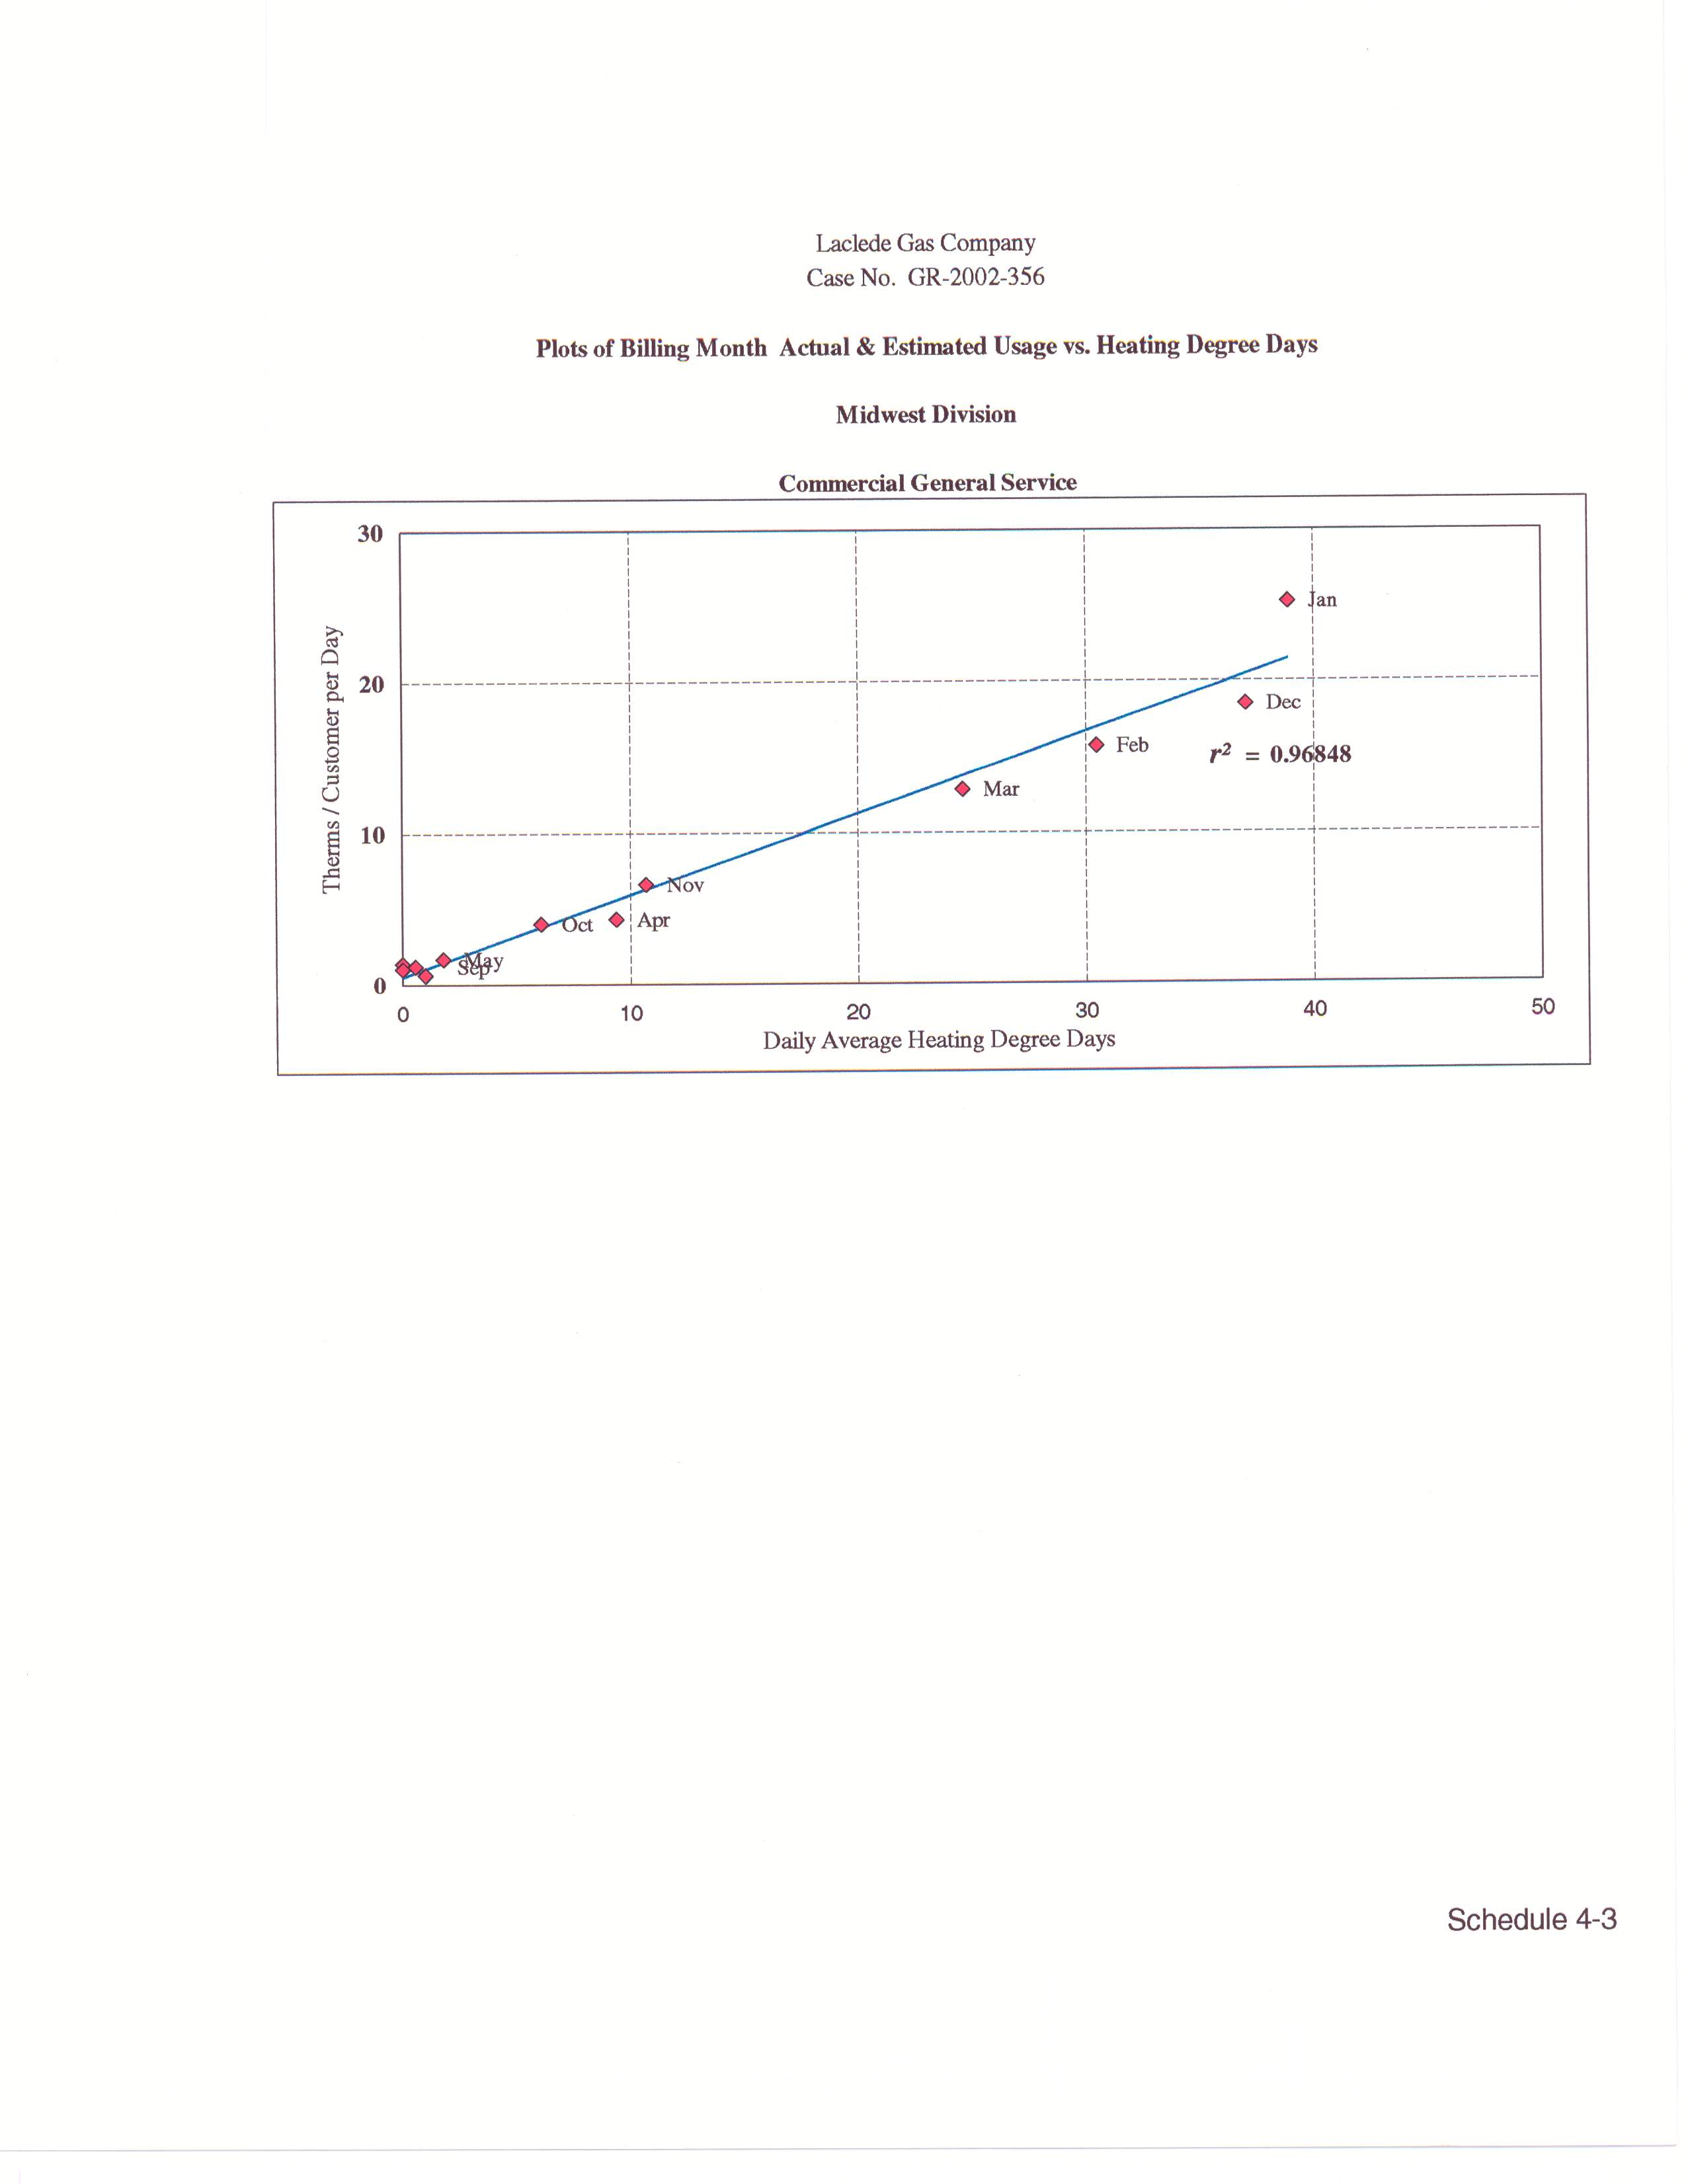 Laclede Gas Company
Case No. GR-2002-356
Plots of Billing Month Actual & Estimated Usage vs. Heating Degree Days
Midwest Division
Commercial General Service
Therms / Customer per Day
30
20
10
0
Jan
Dec
Feb
r² = 0.96848
Mar
Nov
Oct
Apr
May
Sep
0 10 20 30 40 50
Daily Average Heating Degree Days
Schedule 4-3